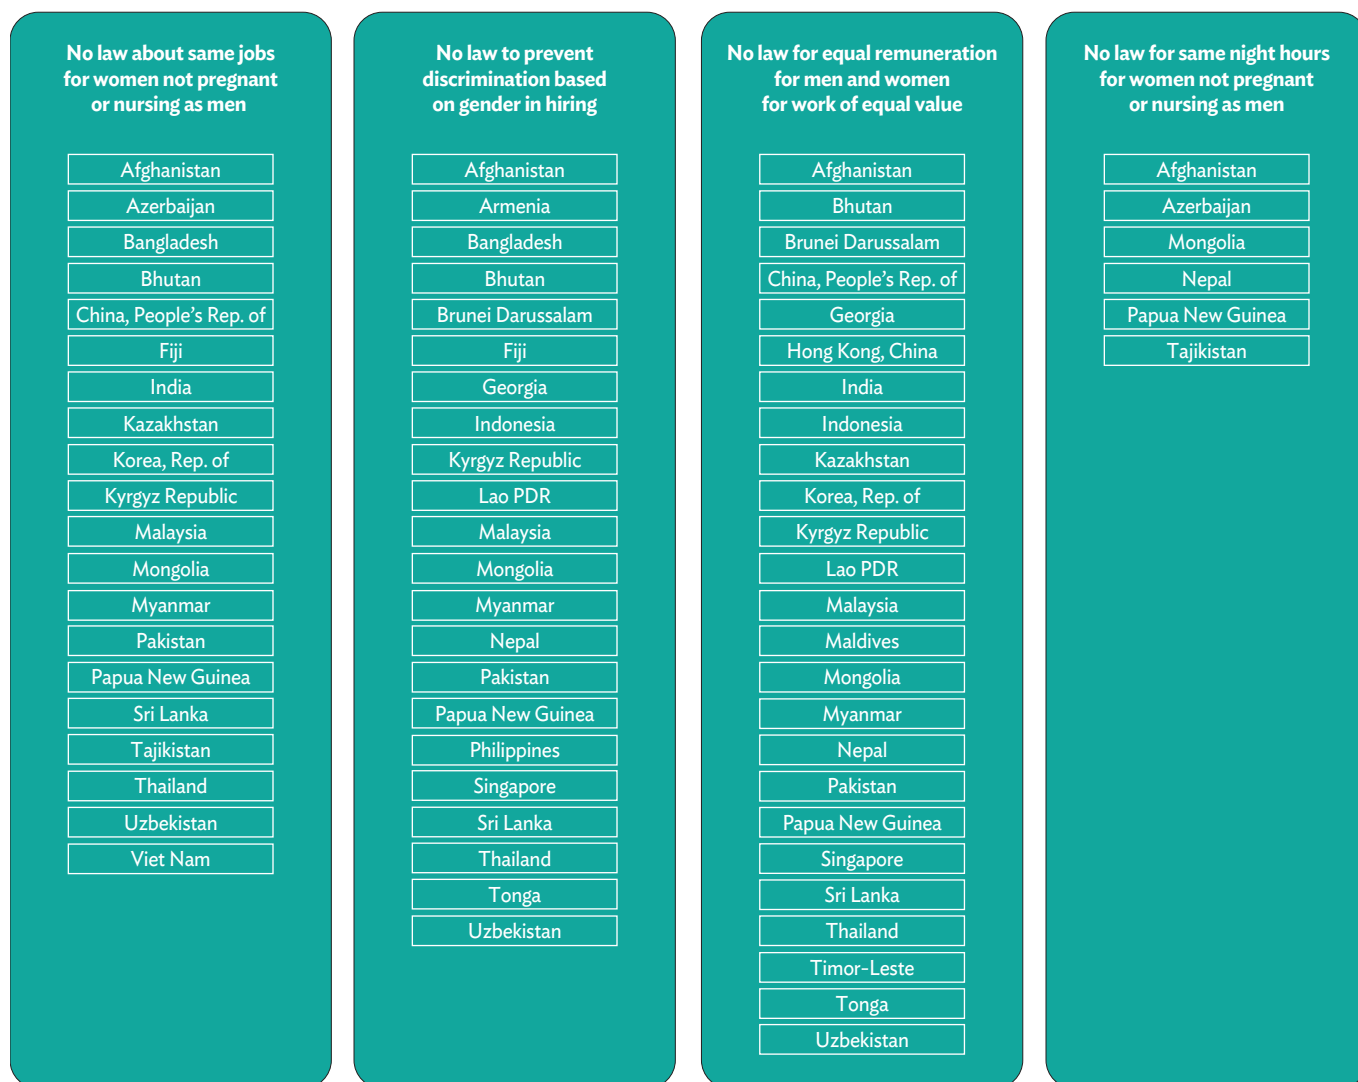 No law about same jobs
for women not pregnant
or nursing as men
Afghanistan
Azerbaijan
Bangladesh
Bhutan
China, People's Rep. of
Fiji
India
Kazakhstan
Korea, Rep. of
Kyrgyz Republic
Malaysia
Mongolia
Myanmar
Pakistan
Papua New Guinea
Sri Lanka
Tajikistan
Thailand
Uzbekistan
Viet Nam
No law to prevent
discrimination based
on gender in hiring
Afghanistan
Armenia
Bangladesh
Bhutan
Brunei Darussalam
Fiji
Georgia
Indonesia
Kyrgyz Republic
Lao PDR
Malaysia
Mongolia
Myanmar
Nepal
Pakistan
Papua New Guinea
Philippines
Singapore
Sri Lanka
Thailand
Tonga
Uzbekistan
No law for equal remuneration
for men and women
for work of equal value
Afghanistan
Bhutan
Brunei Darussalam
China, People's Rep. of
Georgia
Hong Kong, China
India
Indonesia
Kazakhstan
Korea, Rep. of
Kyrgyz Republic
Lao PDR
Malaysia
Maldives
Mongolia
Myanmar
Nepal
Pakistan
Papua New Guinea
Singapore
Sri Lanka
Thailand
Timor-Leste
Tonga
Uzbekistan
No law for same night hours
for women not pregnant
or nursing as men
Afghanistan
Azerbaijan
Mongolia
Nepal
Papua New Guinea
Tajikistan